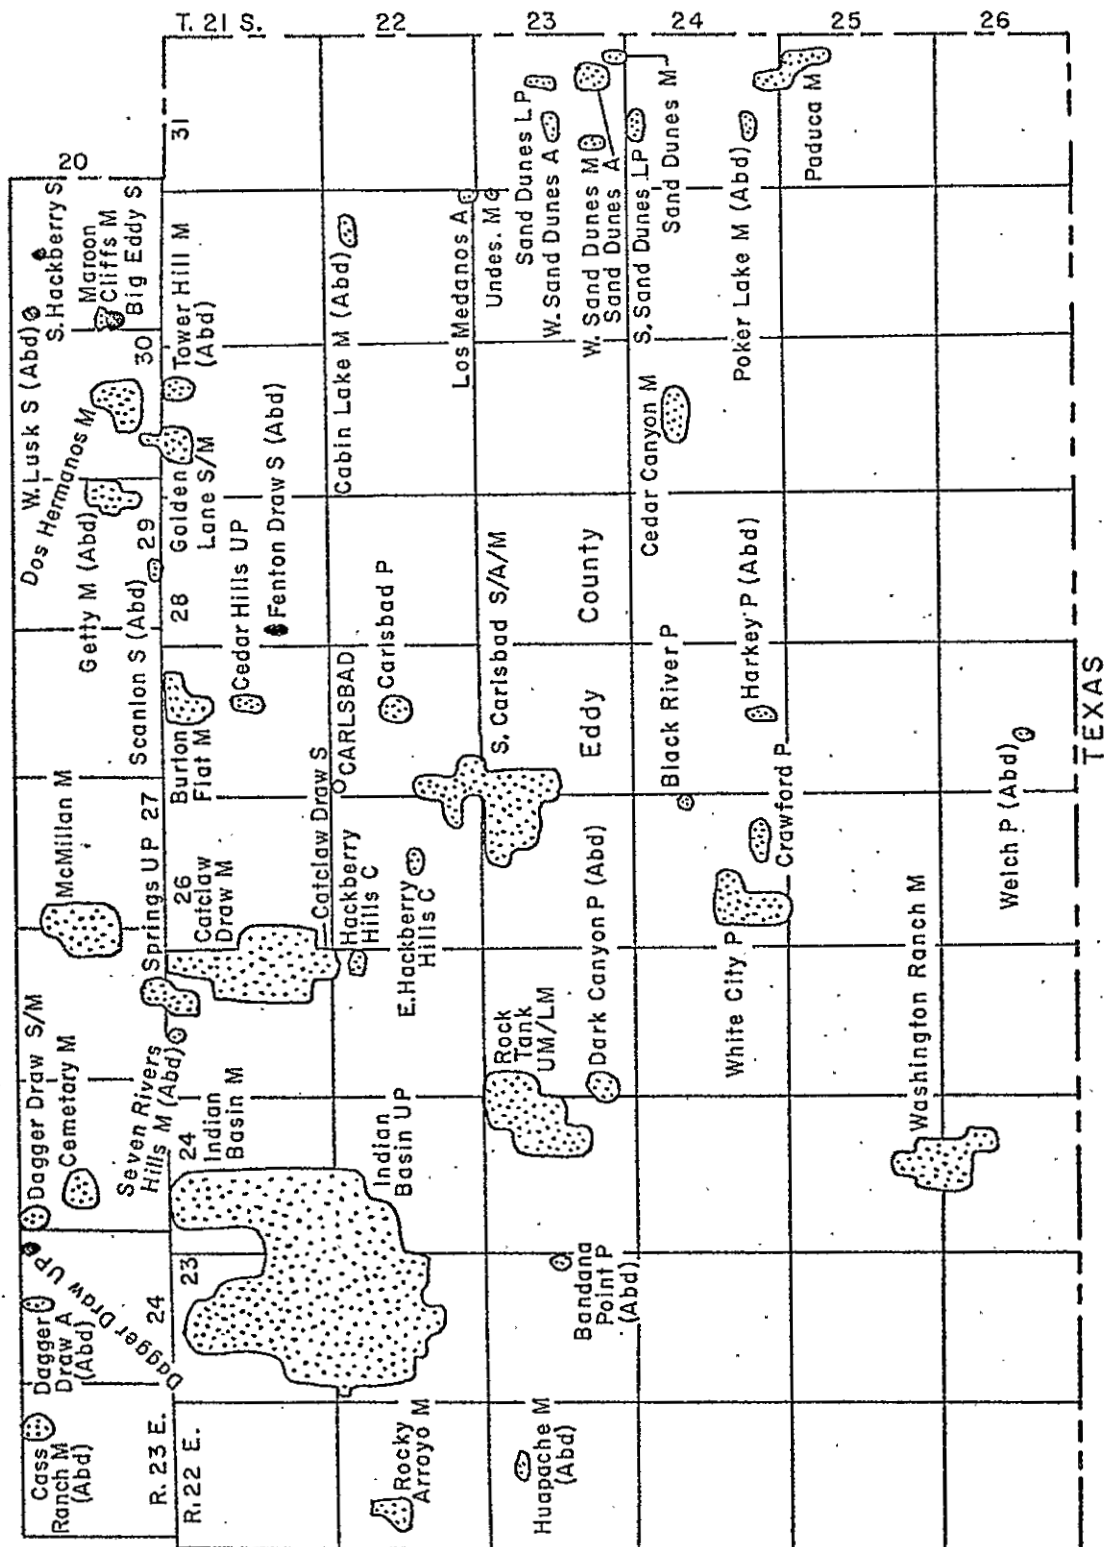 T. 21 S.
22
23
24
25
26
20
31
S. Hackberry S
W. Lusk S (Abd)
Maroon
Cliffs M
Big Eddy S
30
Tower Hill M
(Abd)
Dos Hermanos M
Golden
Lane S/M
Getty M (Abd)
29
Scanlon S (Abd)
28
Fenton Draw S (Abd)
Cedar Hills UP
Cabin Lake M (Abd)
Los Medanos A
Undes. M
Sand Dunes LP
W. Sand Dunes A
W. Sand Dunes M
Sand Dunes A
S. Sand Dunes LP
Sand Dunes M
Poker Lake M (Abd)
Paduca M
Cedar Canyon M
Harkey P (Abd)
Black River P
Eddy County
S. Carlsbad S/A/M
Carlsbad P
CARLSBAD
Burton
Flat M
McMillan M
27
Springs UP
26
Catclaw
Draw M
Catclaw Draw S
Hackberry
Hills C
E. Hackberry
Hills C
Crawford P
White City P
Welch P (Abd)
Washington Ranch M
Dark Canyon P (Abd)
Rock
Tank
UM/LM
Dagger Draw S/M
Cemetary M
Seven Rivers
Hills M (Abd)
24
Indian
Basin M
Indian
Basin UP
Dagger Draw UP
Dagger
Draw A
(Abd)
24
23
Bandana
Point P
(Abd)
Cass
Ranch M
(Abd)
R. 23 E.
R. 22 E.
Rocky
Arroyo M
Huapache M
(Abd)
TEXAS